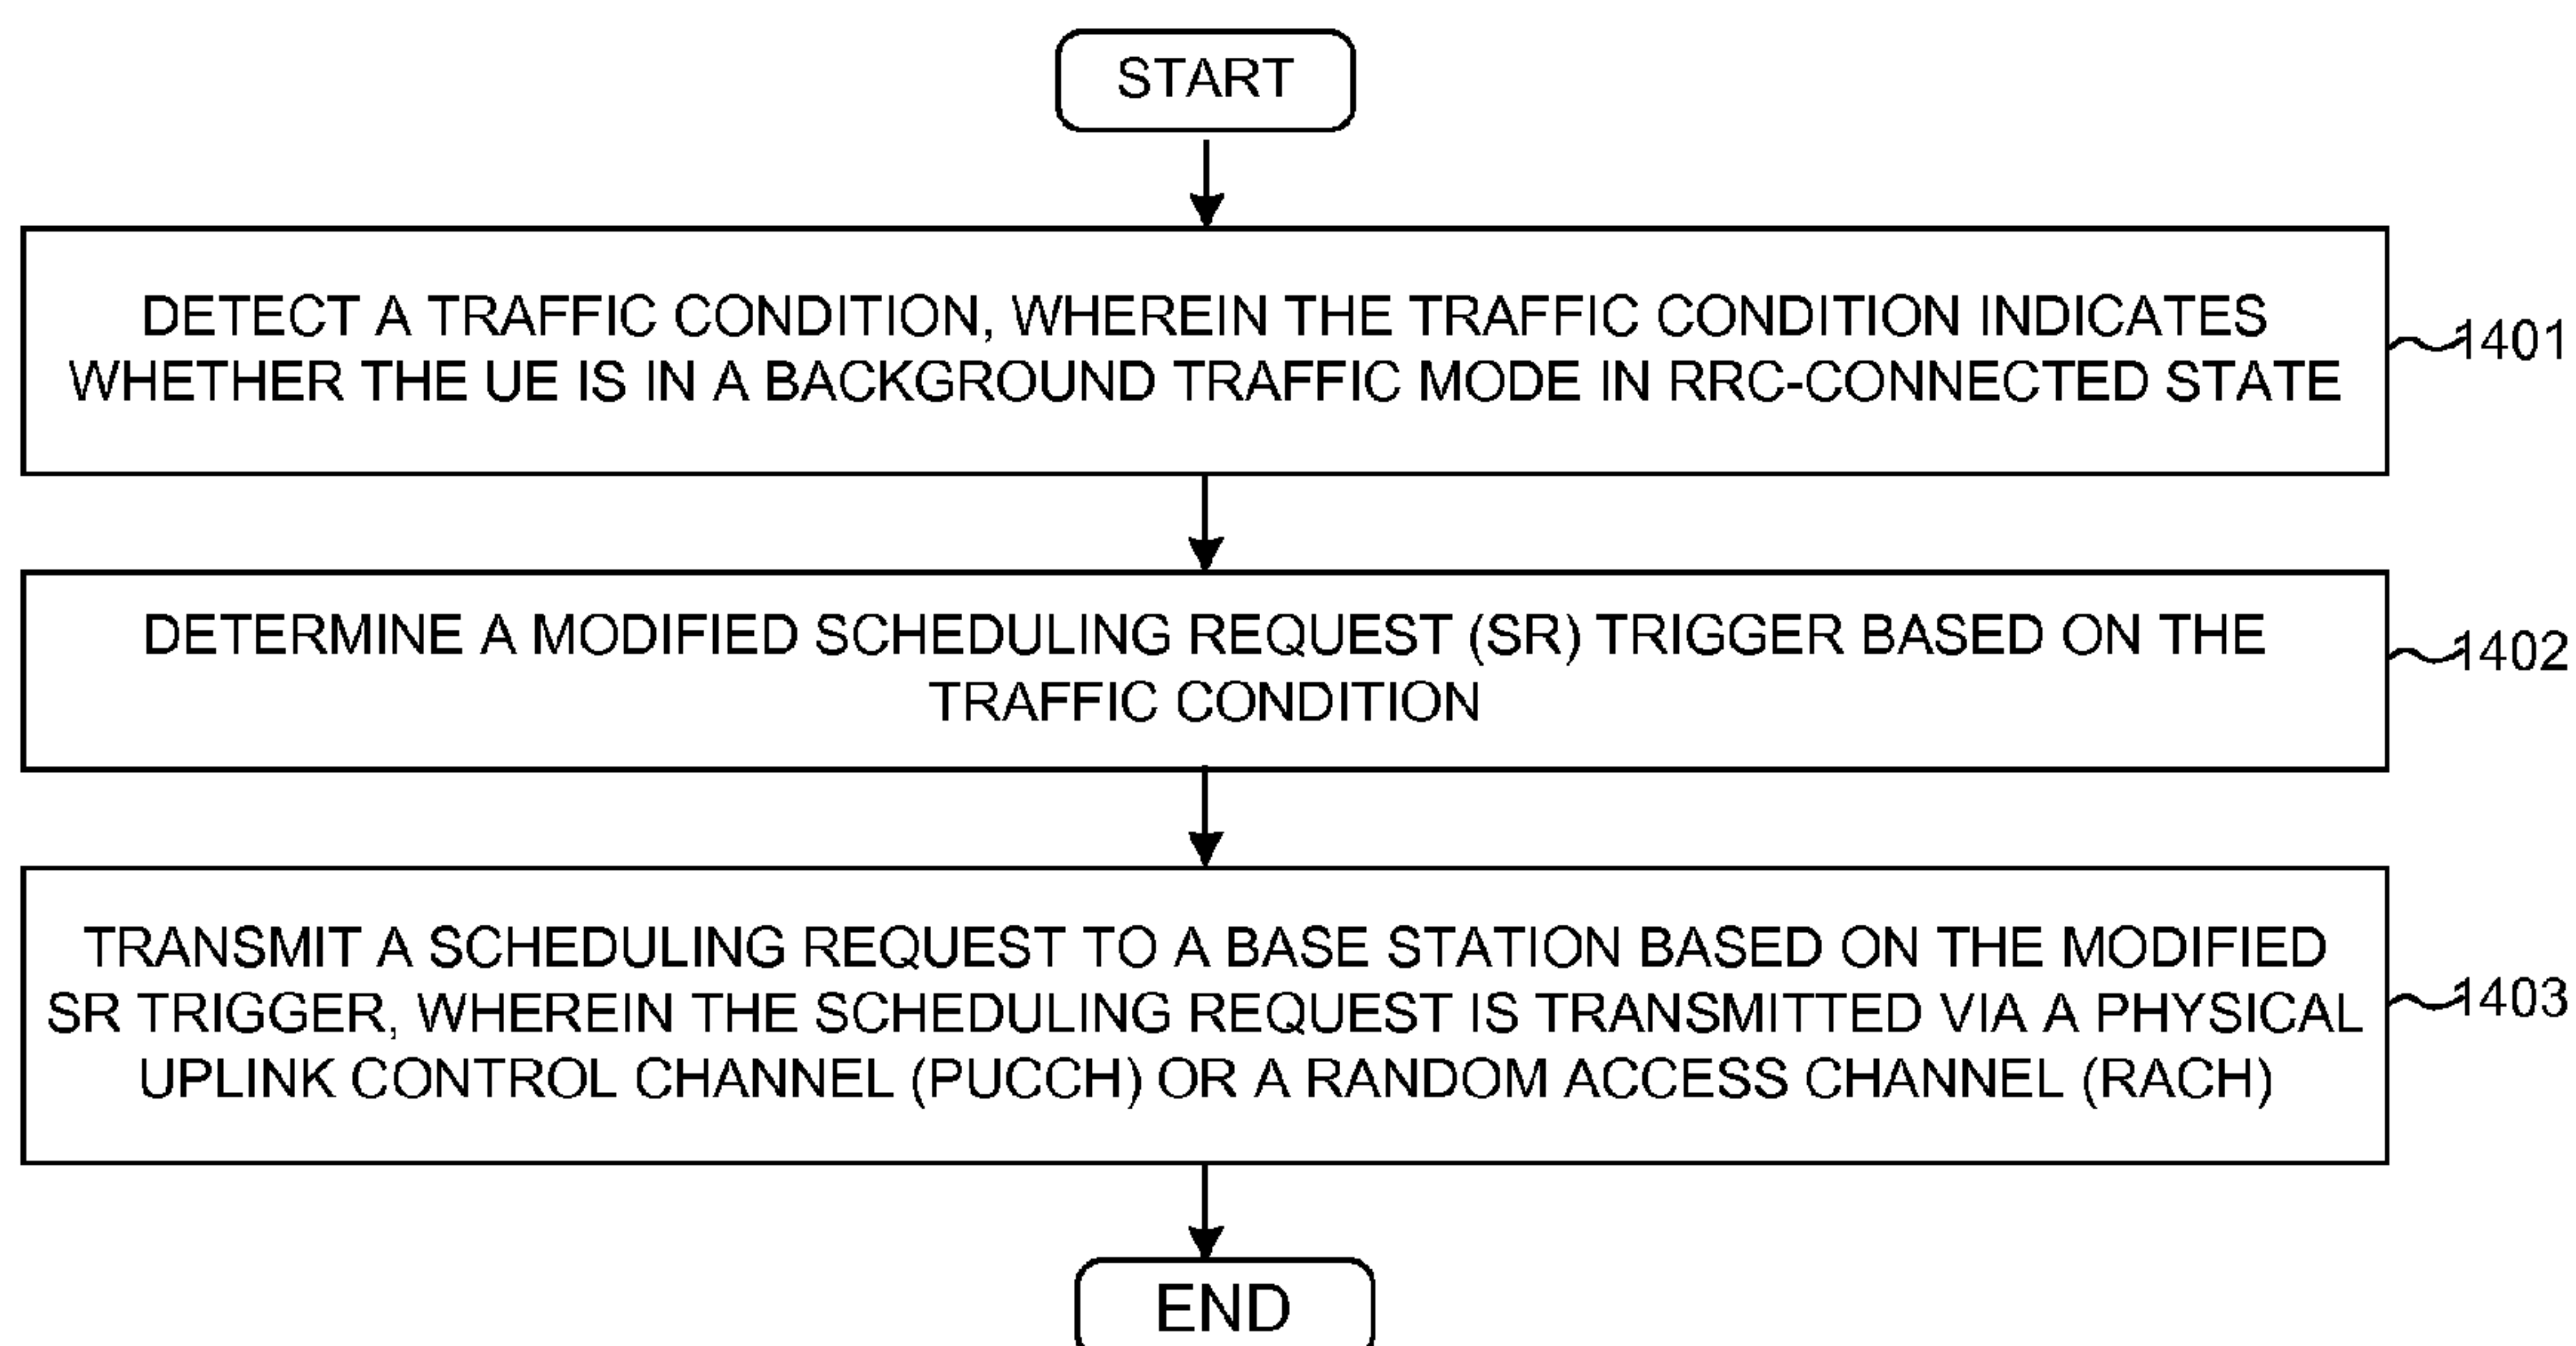 START
DETECT A TRAFFIC CONDITION, WHEREIN THE TRAFFIC CONDITION INDICATES
WHETHER THE UE IS IN A BACKGROUND TRAFFIC MODE IN RRC-CONNECTED STATE
1401
DETERMINE A MODIFIED SCHEDULING REQUEST (SR) TRIGGER BASED ON THE
TRAFFIC CONDITION
1402
TRANSMIT A SCHEDULING REQUEST TO A BASE STATION BASED ON THE MODIFIED
SR TRIGGER, WHEREIN THE SCHEDULING REQUEST IS TRANSMITTED VIA A PHYSICAL
UPLINK CONTROL CHANNEL (PUCCH) OR A RANDOM ACCESS CHANNEL (RACH)
1403
END